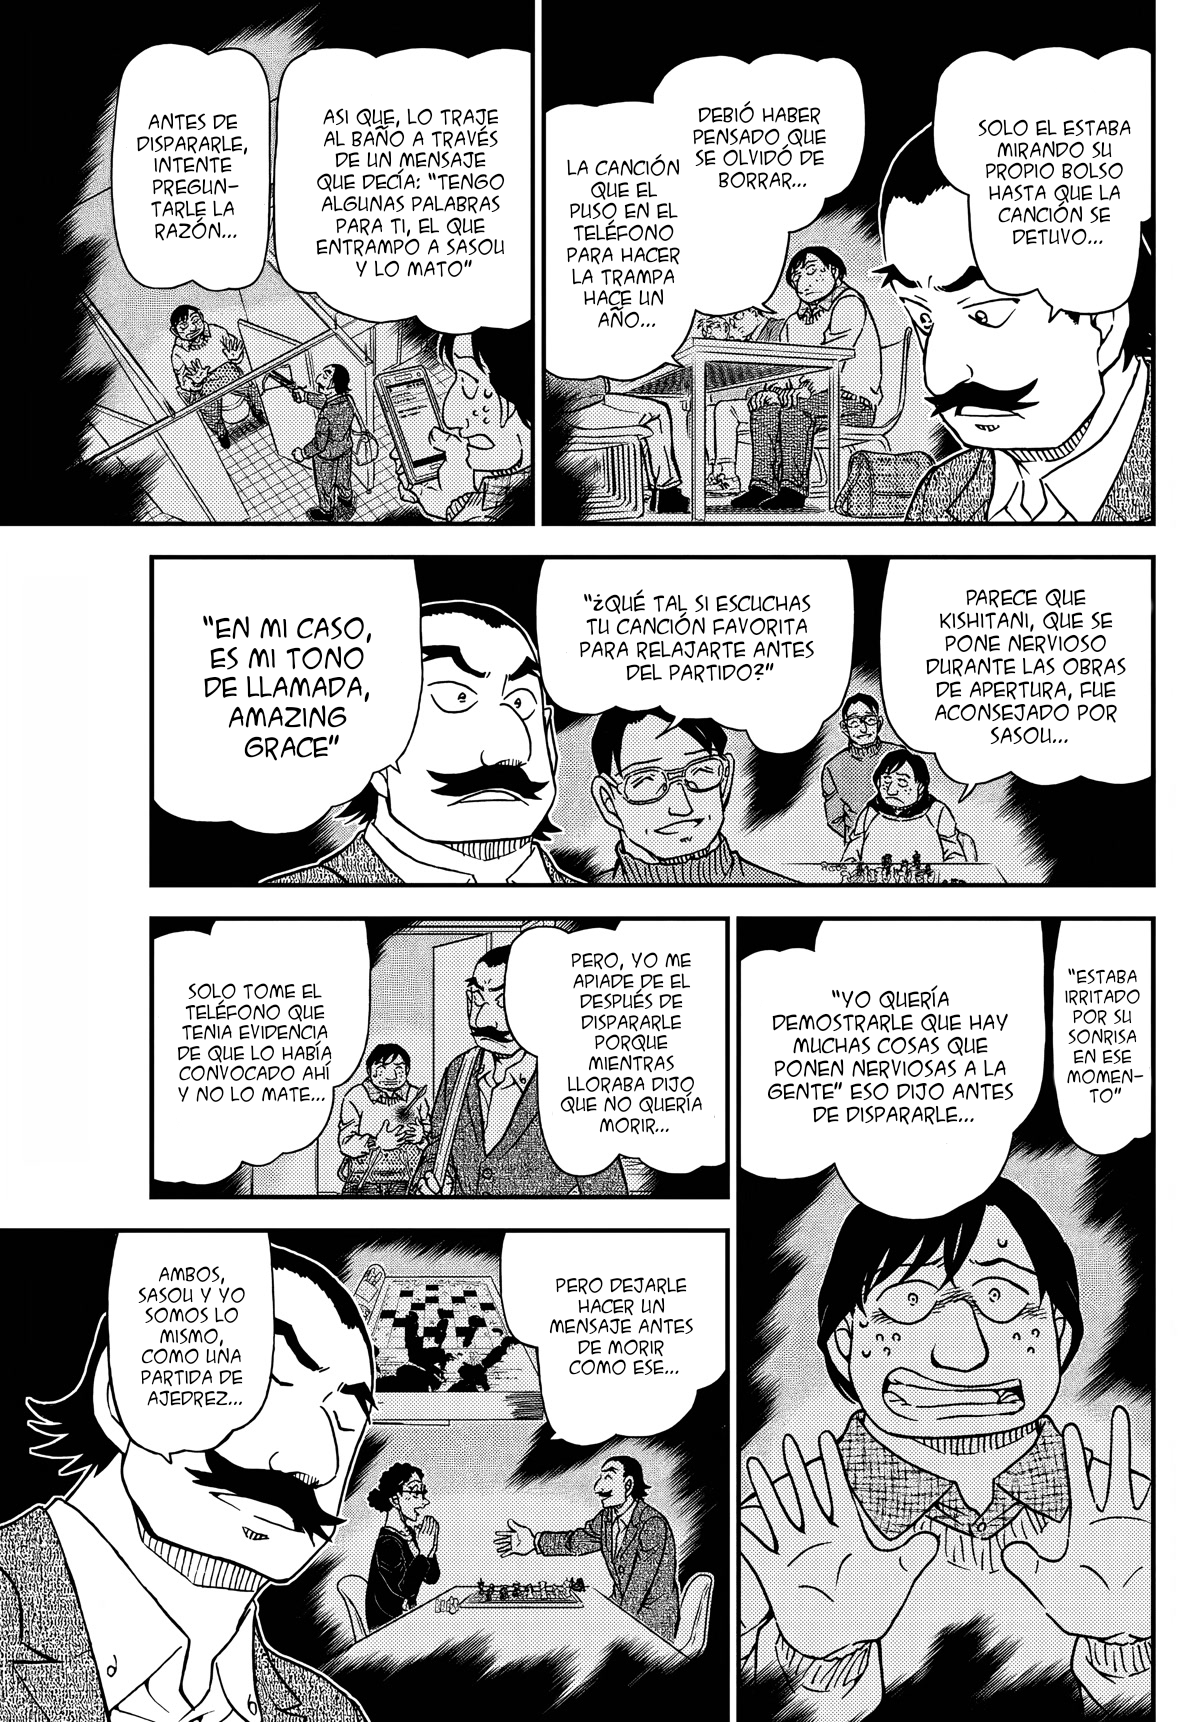 SOLO EL ESTABA
MIRANDO SU
PROPIO BOLSO
HASTA QUE LA
CANCIÓN SE
DETUVO...
DEBIÓ HABER
PENSADO QUE
SE OLVIDÓ DE
BORRAR...
LA CANCIÓN
QUE EL
PUSO EN EL
TELÉFONO
PARA HACER
LA TRAMPA
HACE UN
AÑO...
ASI QUE, LO TRAJE
AL BAÑO A TRAVÉS
DE UN MENSAJE
QUE DECÍA: "TENGO
ALGUNAS PALABRAS
PARA TI, EL QUE
ENTRAMPO A SASOU
Y LO MATO"
ANTES DE
DISPARARLE,
INTENTE
PREGUN-
TARLE LA
RAZÓN...
PARECE QUE
KISHITANI, QUE SE
PONE NERVIOSO
DURANTE LAS OBRAS
DE APERTURA, FUE
ACONSEJADO POR
SASOU...
"¿QUÉ TAL SI ESCUCHAS
TU CANCIÓN FAVORITA
PARA RELAJARTE ANTES
DEL PARTIDO?"
"EN MI CASO,
ES MI TONO
DE LLAMADA,
AMAZING
GRACE"
"ESTABA
IRRITADO
POR SU
SONRISA
EN ESE
MOMEN-
TO"
"YO QUERÍA
DEMOSTRARLE QUE HAY
MUCHAS COSAS QUE
PONEN NERVIOSAS A LA
GENTE" ESO DIJO ANTES
DE DISPARARLE...
PERO, YO ME
APIADE DE EL
DESPUÉS DE
DISPARARLE
PORQUE
MIENTRAS
LLORABA DIJO
QUE NO QUERÍA
MORIR...
SOLO TOME EL
TELÉFONO QUE
TENIA EVIDENCIA
DE QUE LO HABÍA
CONVOCADO AHÍ
Y NO LO MATE...
PERO DEJARLE
HACER UN
MENSAJE ANTES
DE MORIR
COMO ESE...
AMBOS,
SASOU Y YO
SOMOS LO
MISMO,
COMO UNA
PARTIDA DE
AJEDREZ...